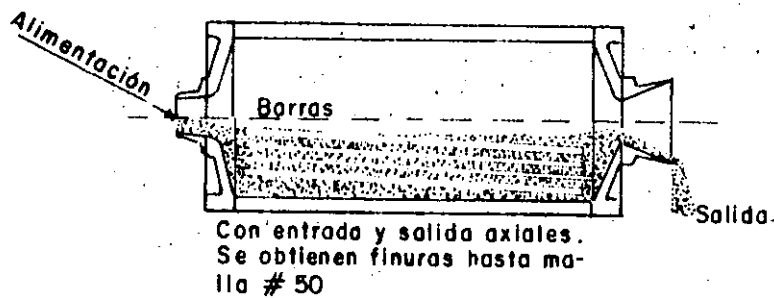 Alimentación
Barras
Salida.
Con entrada y salida axiales.
Se obtienen finuras hasta ma-
lla # 50